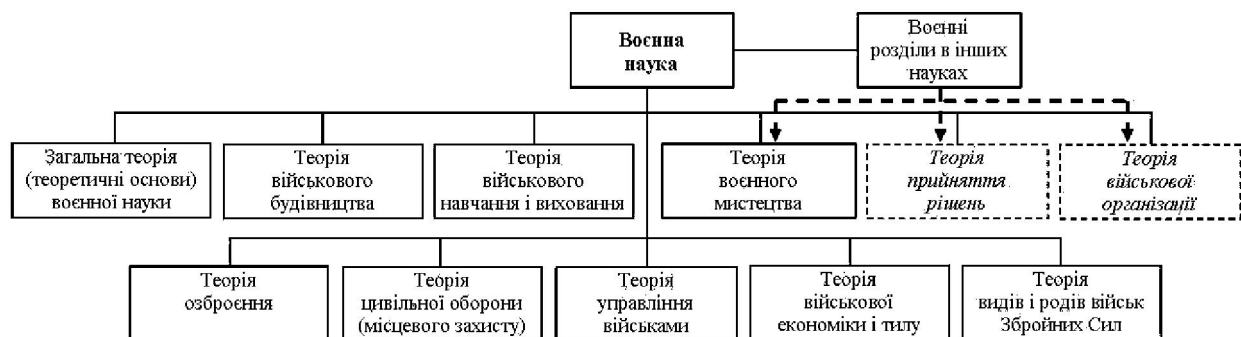 Воєнна
наука
Воєнні
розділи в інших
науках
Загальна теорія
(теоретичні основи)
воєнної науки
Теорія
військового
будівництва
Теорія
військового
навчання і виховання
Теорія
воєнного
мистецтва
Теорія
прийняття
рішень
Теорія
військової
організації
Теорія
озброєння
Теорія
цивільної оборони
(місцевого захисту)
Теорія
управління
військами
Теорія
військової
економіки і тилу
Теорія
видів і родів військ
Збройних Сил